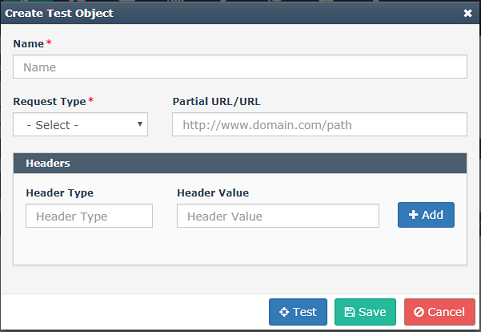 Create Test Object
Name *
Name
Request Type * Partial URL/URL
- Select - http://www.domain.com/path
Headers
Header Type Header Value
Header Type Header Value Add
Test Save Cancel